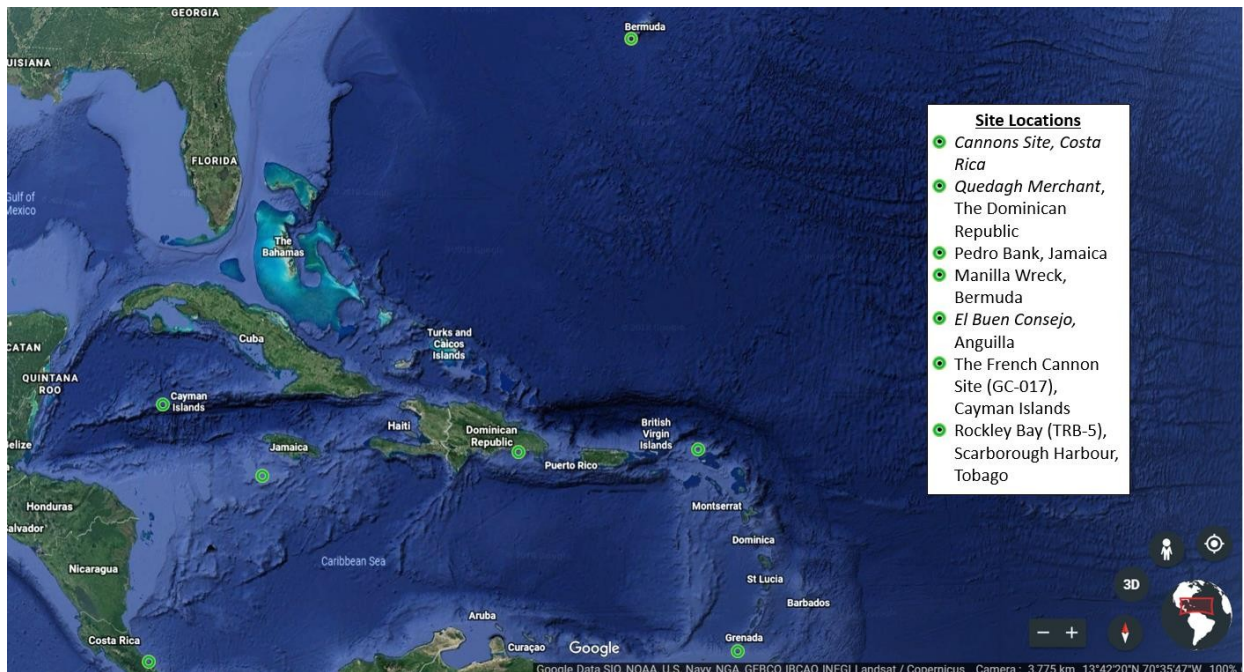 GEORGIA
Bermuda
UISIANA
Site Locations
Cannons Site, Costa
Rica
Quedagh Merchant,
The Dominican
Republic
Pedro Bank, Jamaica
Manilla Wreck,
Bermuda
El Buen Consejo,
Anguilla
The French Cannon
Site (GC-017),
Cayman Islands
Rockley Bay (TRB-5),
Scarborough Harbour,
Tobago
FLORIDA
Gulf of
Mexico
The
Bahamas
Cuba
Turks and
Caicos
Islands
CATAN
QUINTANA
ROO
Cayman
Islands
Haiti
Dominican
Republic
British
Virgin
Islands
Belize
Jamaica
Puerto Rico
Montserrat
Honduras
Salvador
Dominica
Nicaragua
Caribbean Sea
St Lucia
Barbados
3D
Aruba
Costa Rica
Curaçao
Google
Grenada
Google Data SIO, NOAA, U.S. Navy, NGA, GEBCO IBCAO INEGI Landsat / Copernicus Camera : 3,775 km 13°42'20"N 70°35'47"W 100%